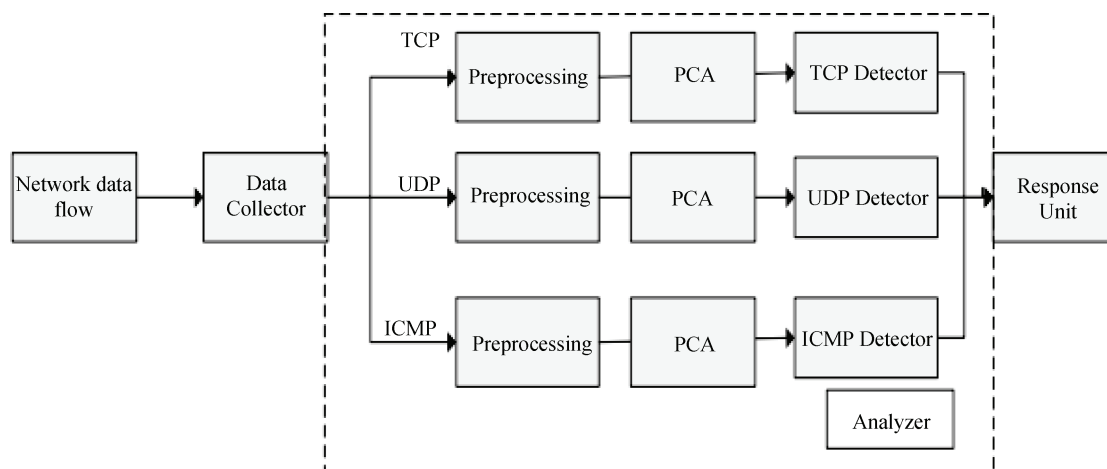 TCP
Preprocessing
PCA
TCP Detector
Network data
flow
Data
Collector
UDP
Preprocessing
PCA
UDP Detector
Response
Unit
ICMP
Preprocessing
PCA
ICMP Detector
Analyzer